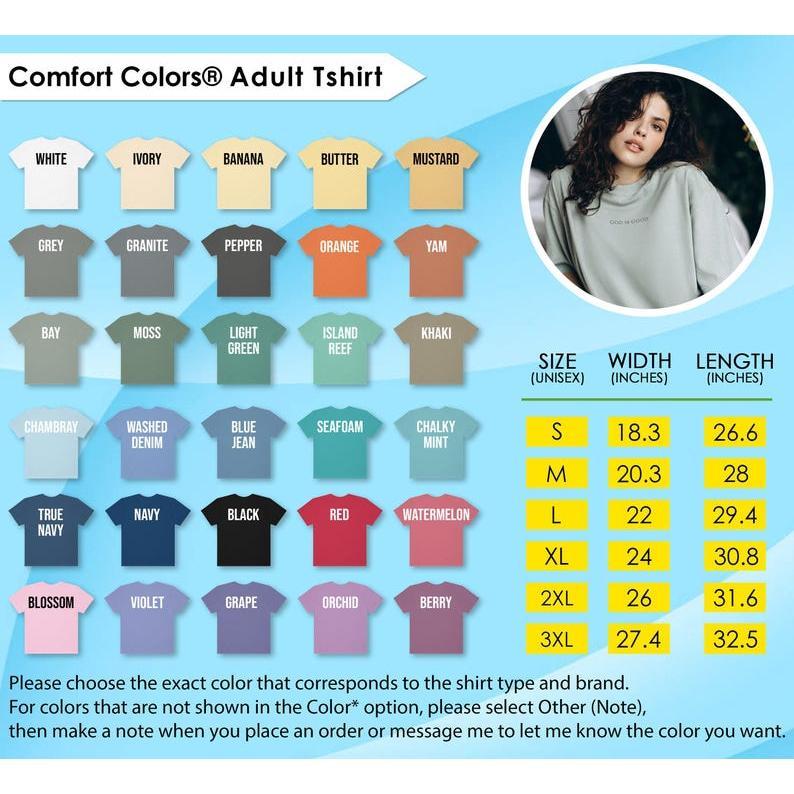 Comfort Colors® Adult Tshirt
WHITE
IVORY
BANANA
BUTTER
MUSTARD
GREY
GRANITE
PEPPER
ORANGE
YAM
BAY
MOSS
LIGHT
GREEN
ISLAND
REEF
KHAKI
CHAMBRAY
WASHED
DENIM
BLUE
JEAN
SEAFOAM
CHALKY
MINT
TRUE
NAVY
NAVY
BLACK
RED
WATERMELON
BLOSSOM
VIOLET
GRAPE
ORCHID
BERRY
GOD IS GOOD
SIZE WIDTH LENGTH
(UNISEX) (INCHES) (INCHES)
S 18.3 26.6
M 20.3 28
L 22 29.4
XL 24 30.8
2XL 26 31.6
3XL 27.4 32.5
Please choose the exact color that corresponds to the shirt type and brand.
For colors that are not shown in the Color* option, please select Other (Note),
then make a note when you place an order or message me to let me know the color you want.